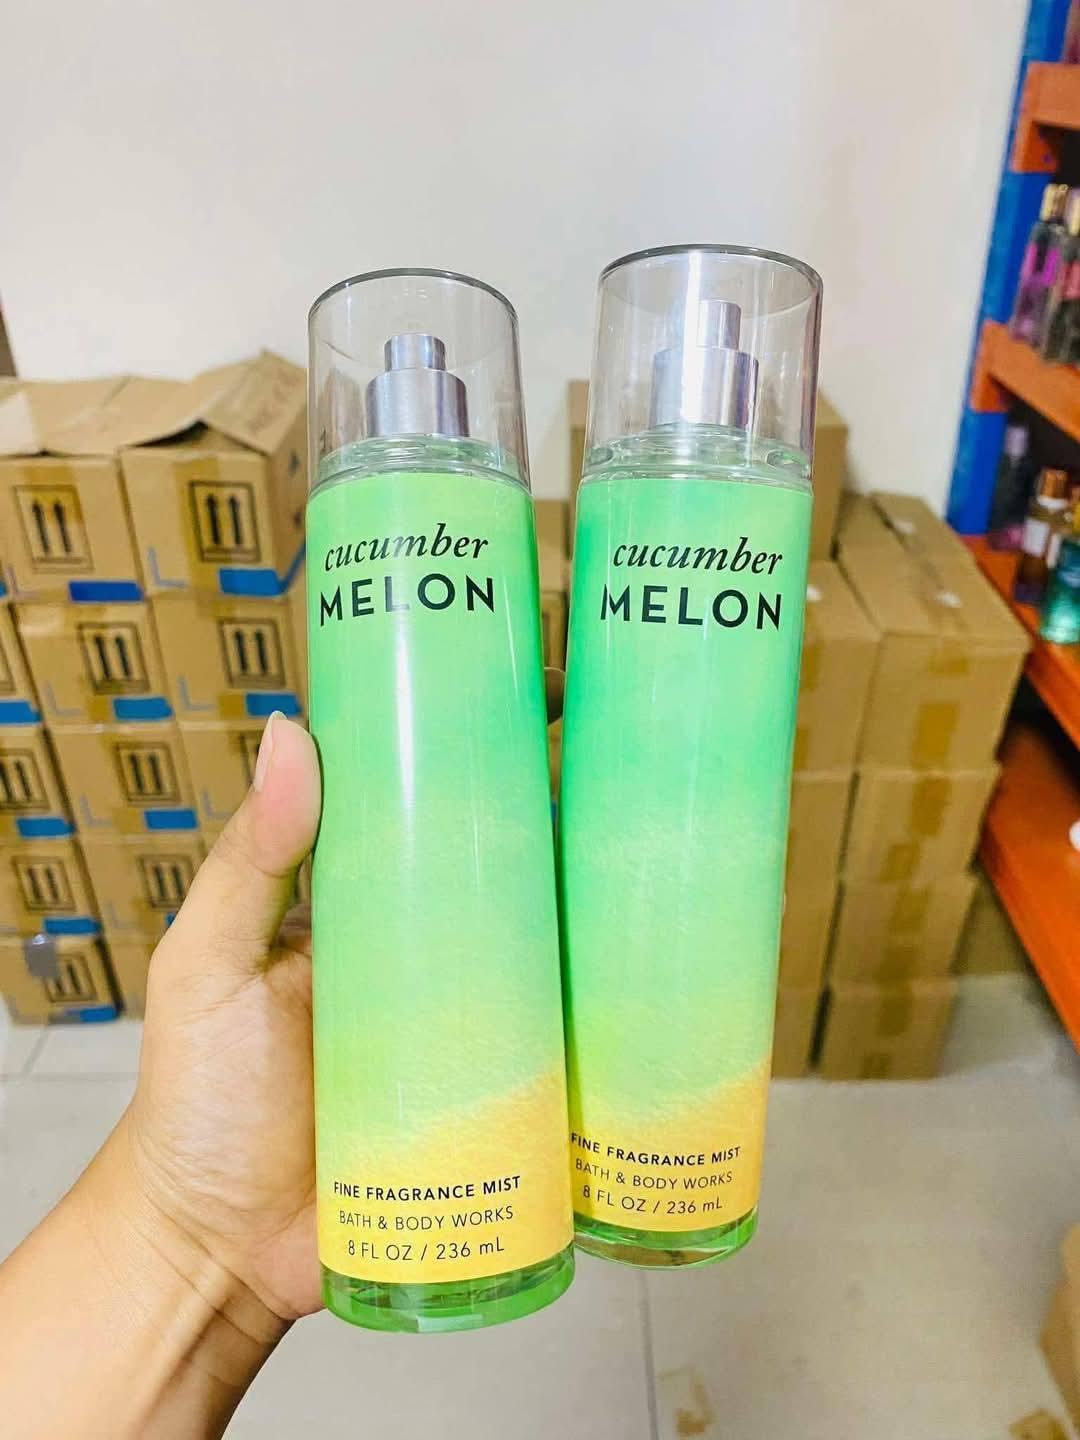 cucumber
MELON
FINE FRAGRANCE MIST
BATH & BODY WORKS
8 FL OZ / 236 mL
cucumber
MELON
FINE FRAGRANCE MIST
BATH & BODY WORKS
8 FL OZ / 236 mL